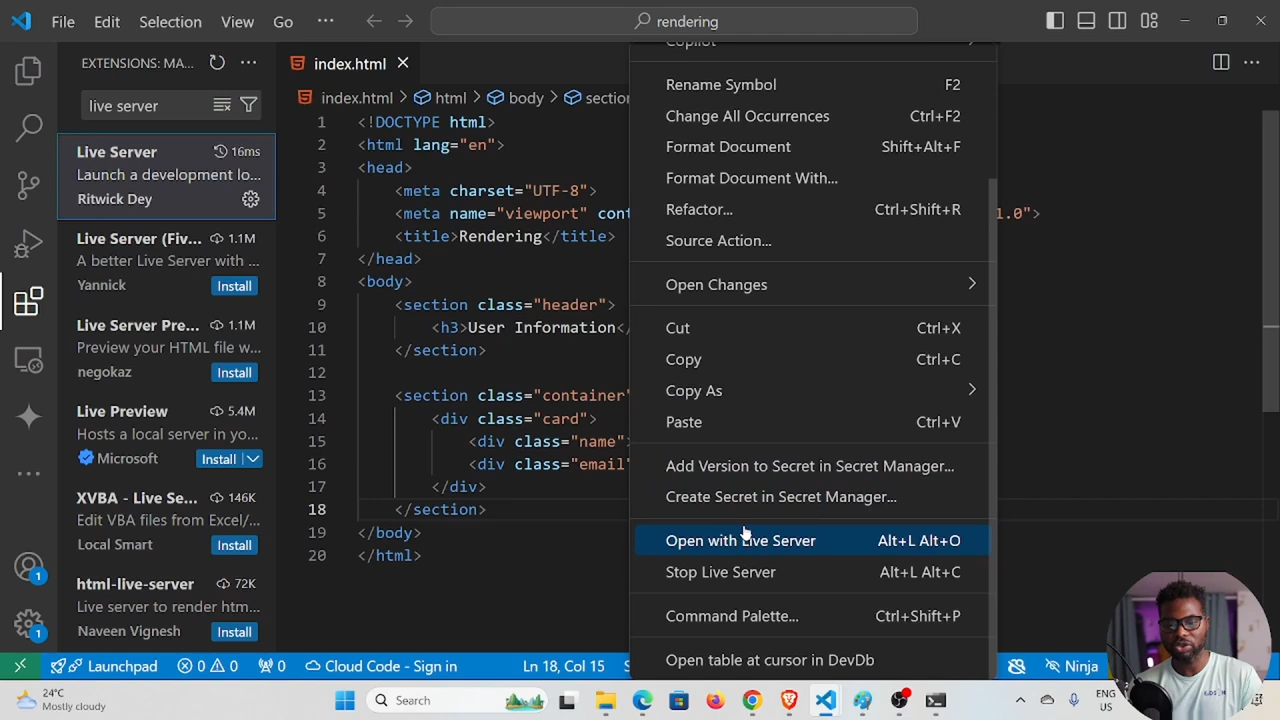 File Edit Selection View Go ··· rendering
EXTENSIONS: MA... ···
live server
Live Server 16ms
Launch a development lo...
Ritwick Dey
Live Server (Fiv... 1.1M
A better Live Server with ...
Yannick Install
Live Server Pre... 1.1M
Preview your HTML file w...
negokaz Install
Live Preview 5.4M
Hosts a local server in yo...
Microsoft Install
XVBA - Live Se... 146K
Edit VBA files from Excel/...
Local Smart Install
html-live-server 72K
Live server to render htm...
Naveen Vignesh Install
1
1
index.html
index.html > html > body > section
1 <!DOCTYPE html>
2 <html lang="en">
3 <head>
4 <meta charset="UTF-8">
5 <meta name="viewport" cont 1.0">
6 <title>Rendering</title>
7 </head>
8 <body>
9 <section class="header">
10 <h3>User Information</
11 </section>
12
13 <section class="container"
14 <div class="card">
15 <div class="name">
16 <div class="email"
17 </div>
18 </section>
19 </body>
20 </html>
Copilot
Rename Symbol F2
Change All Occurrences Ctrl+F2
Format Document Shift+Alt+F
Format Document With...
Refactor... Ctrl+Shift+R
Source Action...
Open Changes
Cut Ctrl+X
Copy Ctrl+C
Copy As
Paste Ctrl+V
Add Version to Secret in Secret Manager...
Create Secret in Secret Manager...
Open with Live Server Alt+L Alt+O
Stop Live Server Alt+L Alt+C
Command Palette... Ctrl+Shift+P
Open table at cursor in DevDb
Launchpad 0 0 0 Cloud Code - Sign in Ln 18, Col 15 Ninja
24°C
Mostly cloudy
Search
ENG
US